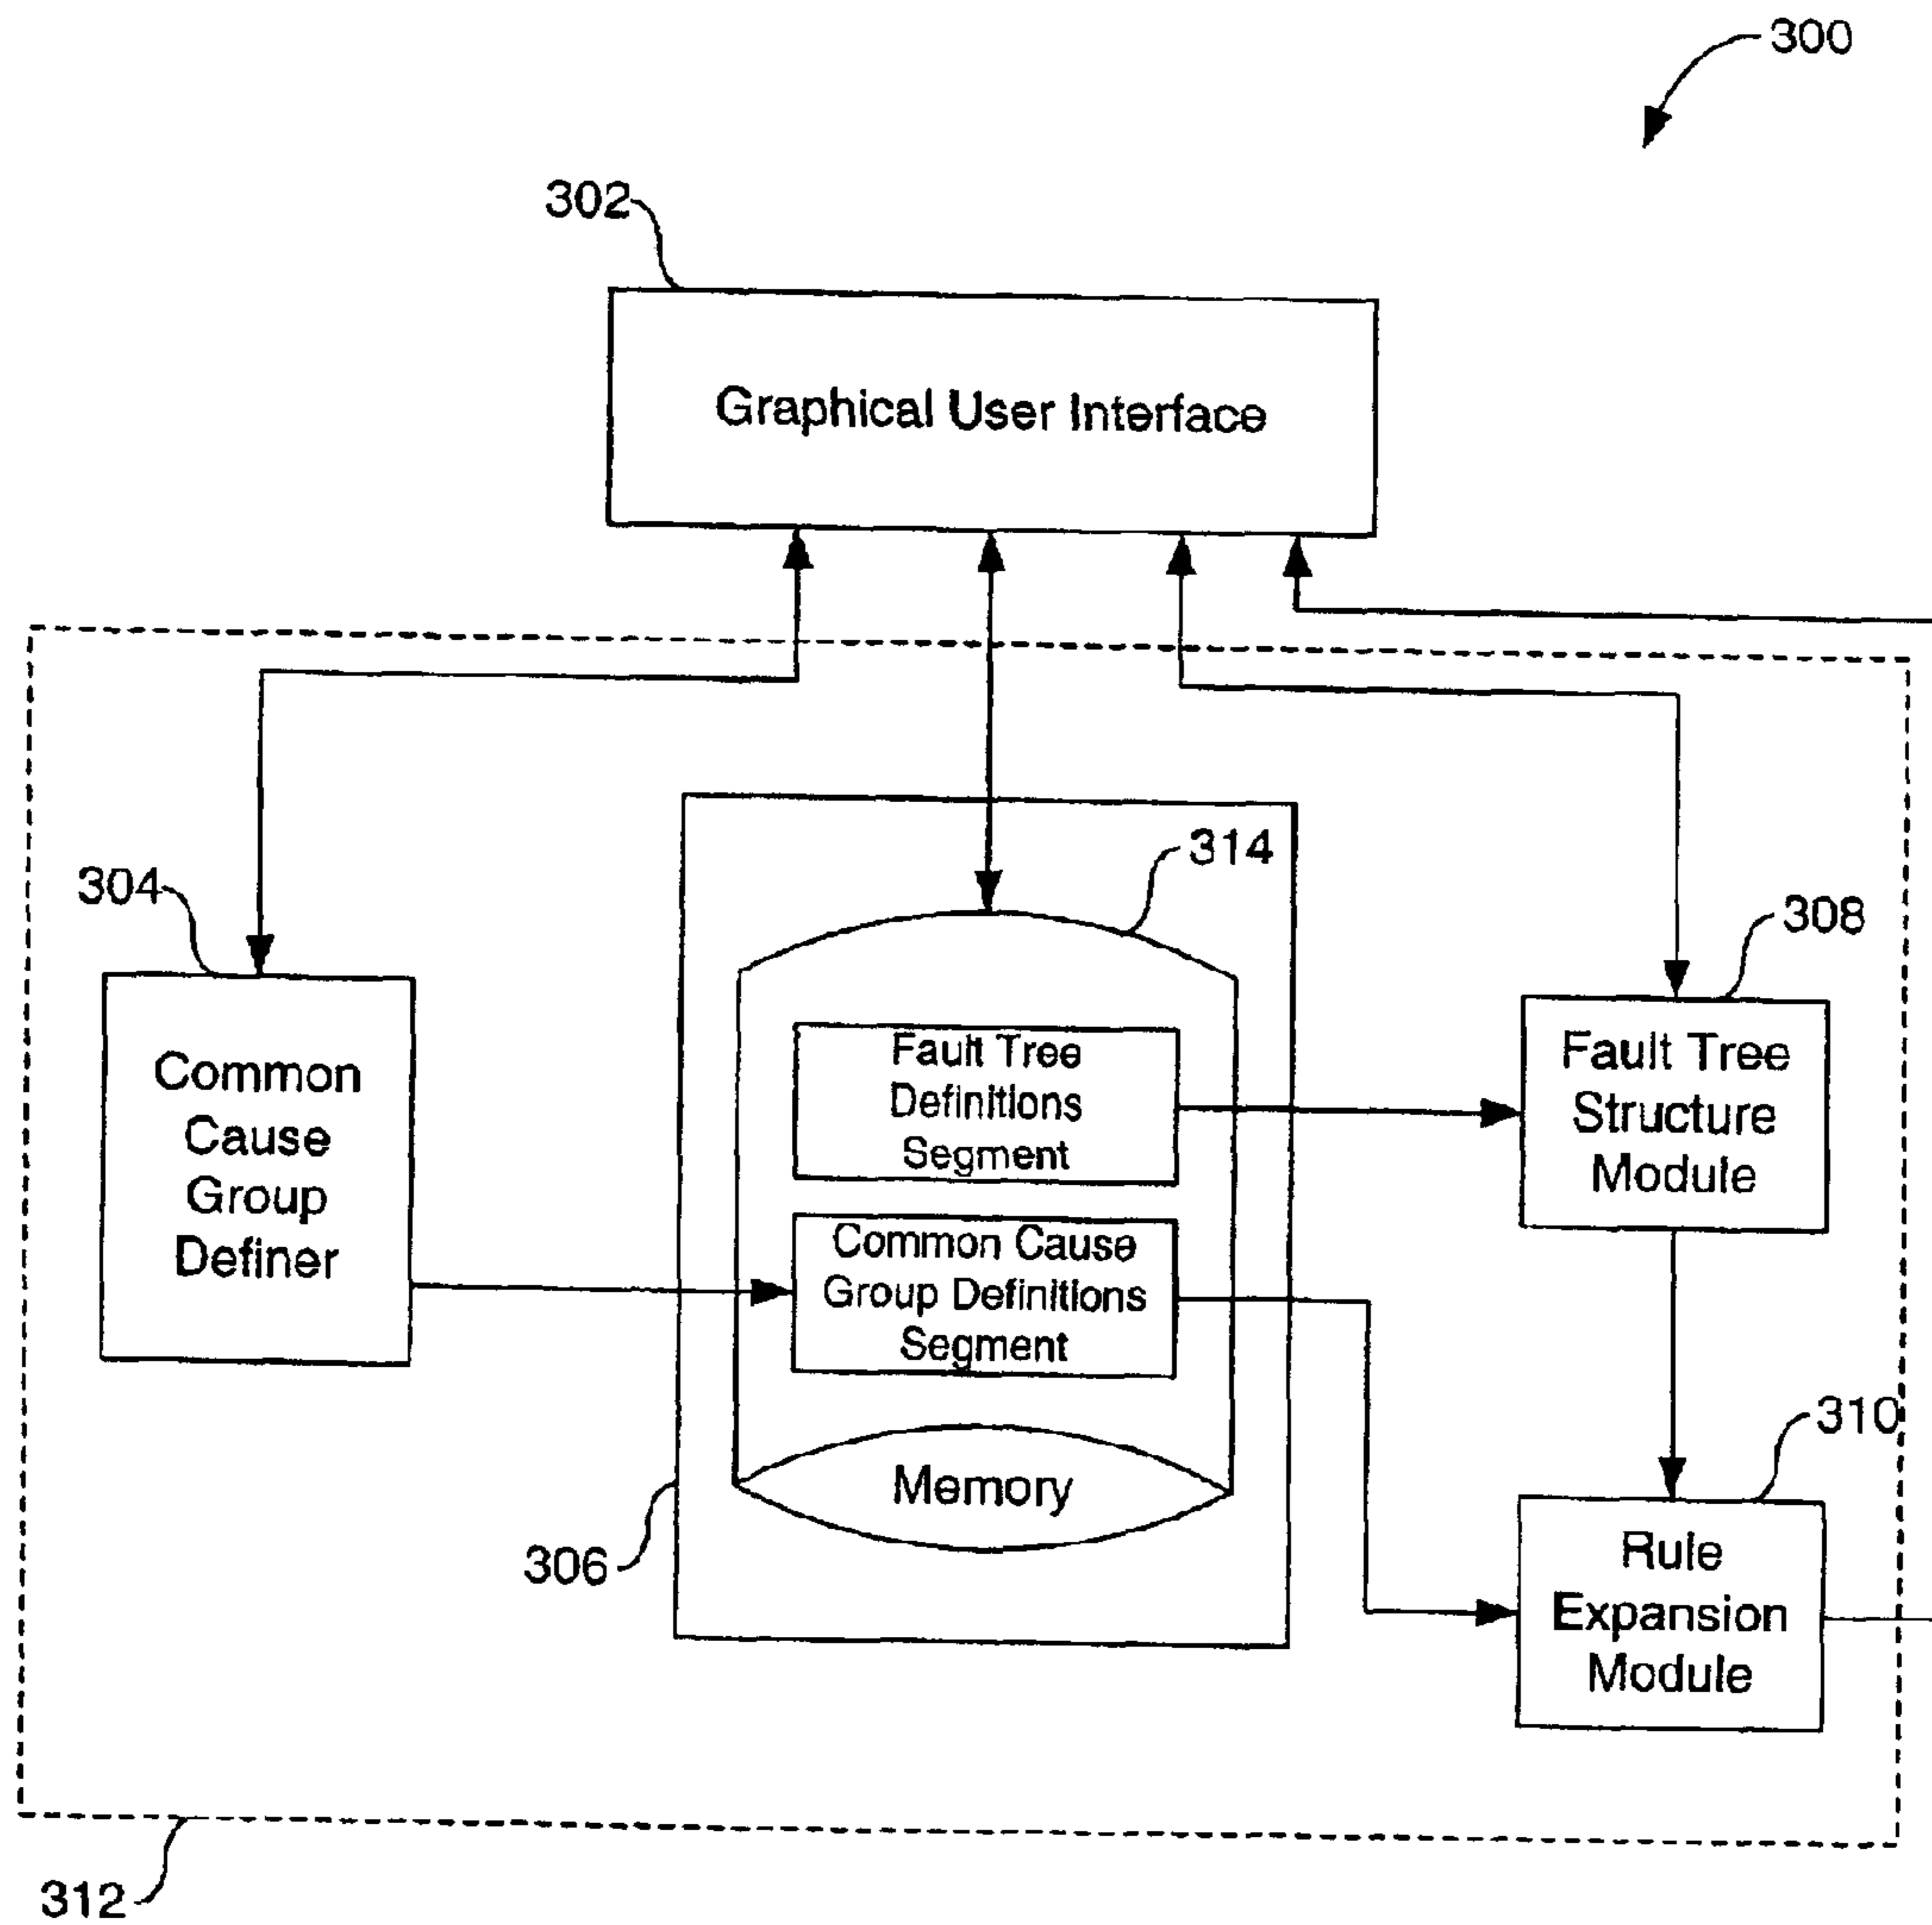 300
302
Graphical User Interface
314
304
308
Common
Cause
Group
Definer
Fault Tree
Definitions
Segment
Fault Tree
Structure
Module
Common Cause
Group Definitions
Segment
310
Memory
306
Rule
Expansion
Module
312